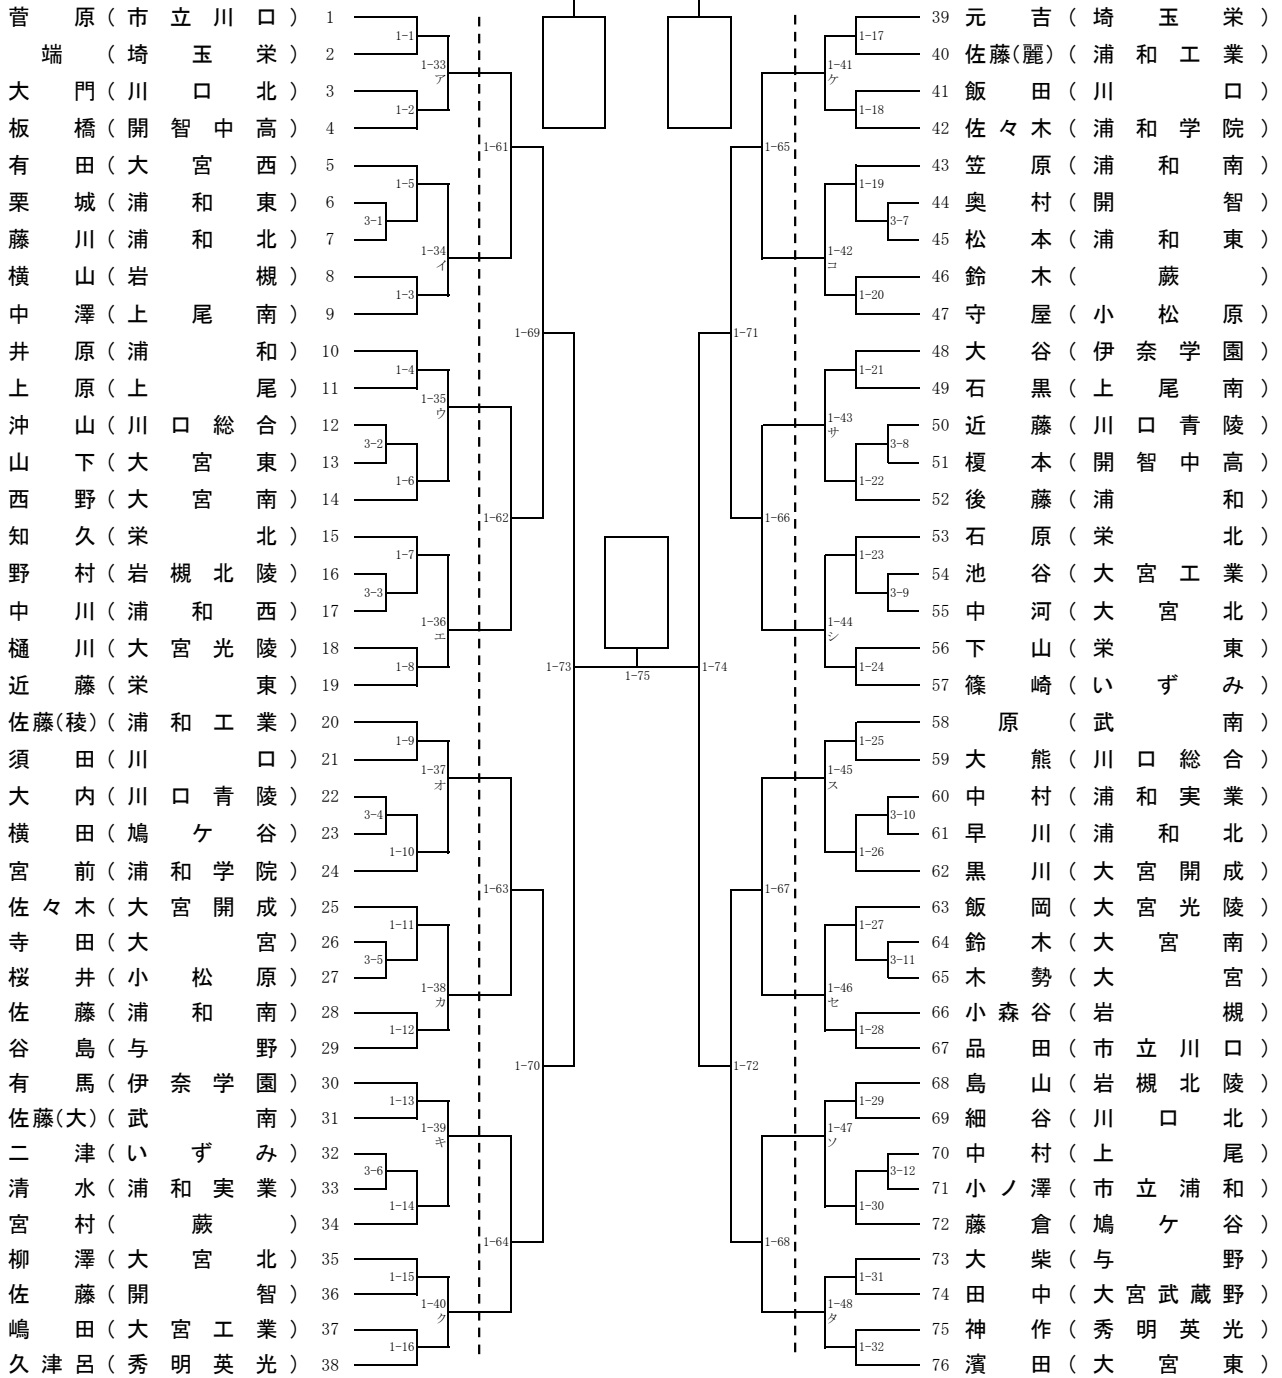 菅原（市立川口）1
端（埼玉栄）2
大門（川口北）3
板橋（開智中高）4
有田（大宮西）5
栗城（浦和東）6
藤川（浦和北）7
横山（岩槻）8
中澤（上尾南）9
井原（浦和）10
上原（上尾）11
沖山（川口総合）12
山下（大宮東）13
西野（大宮南）14
知久（栄北）15
野村（岩槻北陵）16
中川（浦和西）17
樋川（大宮光陵）18
近藤（栄東）19
佐藤(稜)（浦和工業）20
須田（川口）21
大内（川口青陵）22
横田（鳩ケ谷）23
宮前（浦和学院）24
佐々木（大宮開成）25
寺田（大宮）26
桜井（小松原）27
佐藤（浦和南）28
谷島（与野）29
有馬（伊奈学園）30
佐藤(大)（武南）31
二津（いずみ）32
清水（浦和実業）33
宮村（蕨）34
柳澤（大宮北）35
佐藤（開智）36
嶋田（大宮工業）37
久津呂（秀明英光）38
1-1
1-2
1-5
3-1
1-3
1-4
3-2
1-6
1-7
3-3
1-8
1-9
3-4
1-10
1-11
3-5
1-12
1-13
3-6
1-14
1-15
1-16
1-33
ア
1-34
イ
1-35
ウ
1-36
エ
1-37
オ
1-38
カ
1-39
キ
1-40
ク
1-61
1-62
1-63
1-64
1-69
1-70
1-73
1-75
1-74
1-71
1-72
1-65
1-66
1-67
1-68
1-41
ケ
1-42
コ
1-43
サ
1-44
シ
1-45
ス
1-46
セ
1-47
ソ
1-48
タ
1-17
1-18
1-19
3-7
1-20
1-21
3-8
1-22
1-23
3-9
1-24
1-25
3-10
1-26
1-27
3-11
1-28
1-29
3-12
1-30
1-31
1-32
39 元吉（埼玉栄）
40 佐藤(麗)（浦和工業）
41 飯田（川口）
42 佐々木（浦和学院）
43 笠原（浦和南）
44 奥村（開智）
45 松本（浦和東）
46 鈴木（蕨）
47 守屋（小松原）
48 大谷（伊奈学園）
49 石黒（上尾南）
50 近藤（川口青陵）
51 榎本（開智中高）
52 後藤（浦和）
53 石原（栄北）
54 池谷（大宮工業）
55 中河（大宮北）
56 下山（栄東）
57 篠崎（いずみ）
58 原（武南）
59 大熊（川口総合）
60 中村（浦和実業）
61 早川（浦和北）
62 黒川（大宮開成）
63 飯岡（大宮光陵）
64 鈴木（大宮南）
65 木勢（大宮）
66 小森谷（岩槻）
67 品田（市立川口）
68 島山（岩槻北陵）
69 細谷（川口北）
70 中村（上尾）
71 小ノ澤（市立浦和）
72 藤倉（鳩ケ谷）
73 大柴（与野）
74 田中（大宮武蔵野）
75 神作（秀明英光）
76 濱田（大宮東）